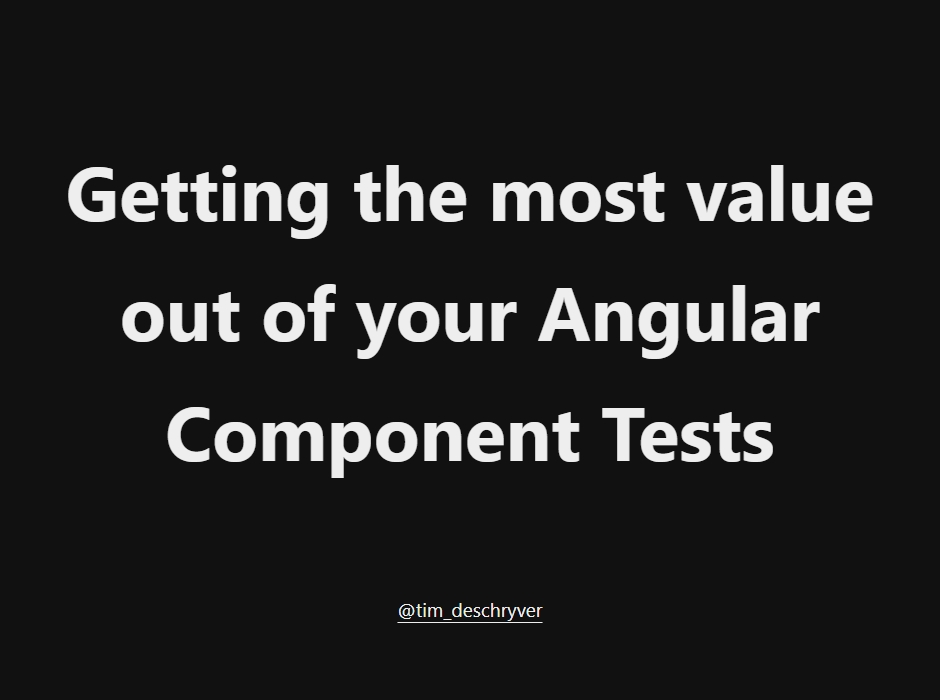 Getting the most value
out of your Angular
Component Tests
@tim_deschryver